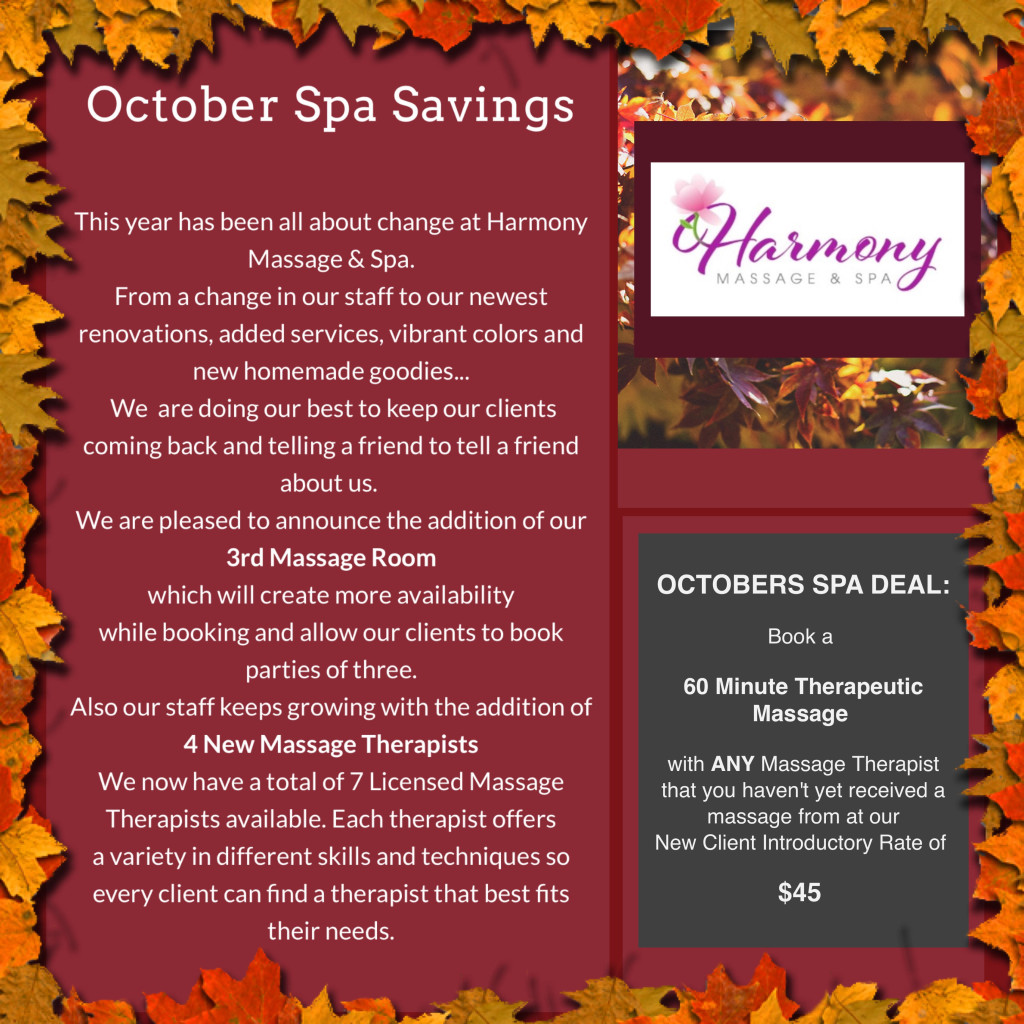 October Spa Savings
This year has been all about change at Harmony
Massage & Spa.
From a change in our staff to our newest
renovations, added services, vibrant colors and
new homemade goodies...
We are doing our best to keep our clients
coming back and telling a friend to tell a friend
about us.
We are pleased to announce the addition of our
3rd Massage Room
which will create more availability
while booking and allow our clients to book
parties of three.
Also our staff keeps growing with the addition of
4 New Massage Therapists
We now have a total of 7 Licensed Massage
Therapists available. Each therapist offers
a variety in different skills and techniques so
every client can find a therapist that best fits
their needs.
Harmony
MASSAGE & SPA
OCTOBERS SPA DEAL:
Book a
60 Minute Therapeutic
Massage
with ANY Massage Therapist
that you haven't yet received a
massage from at our
New Client Introductory Rate of
$45